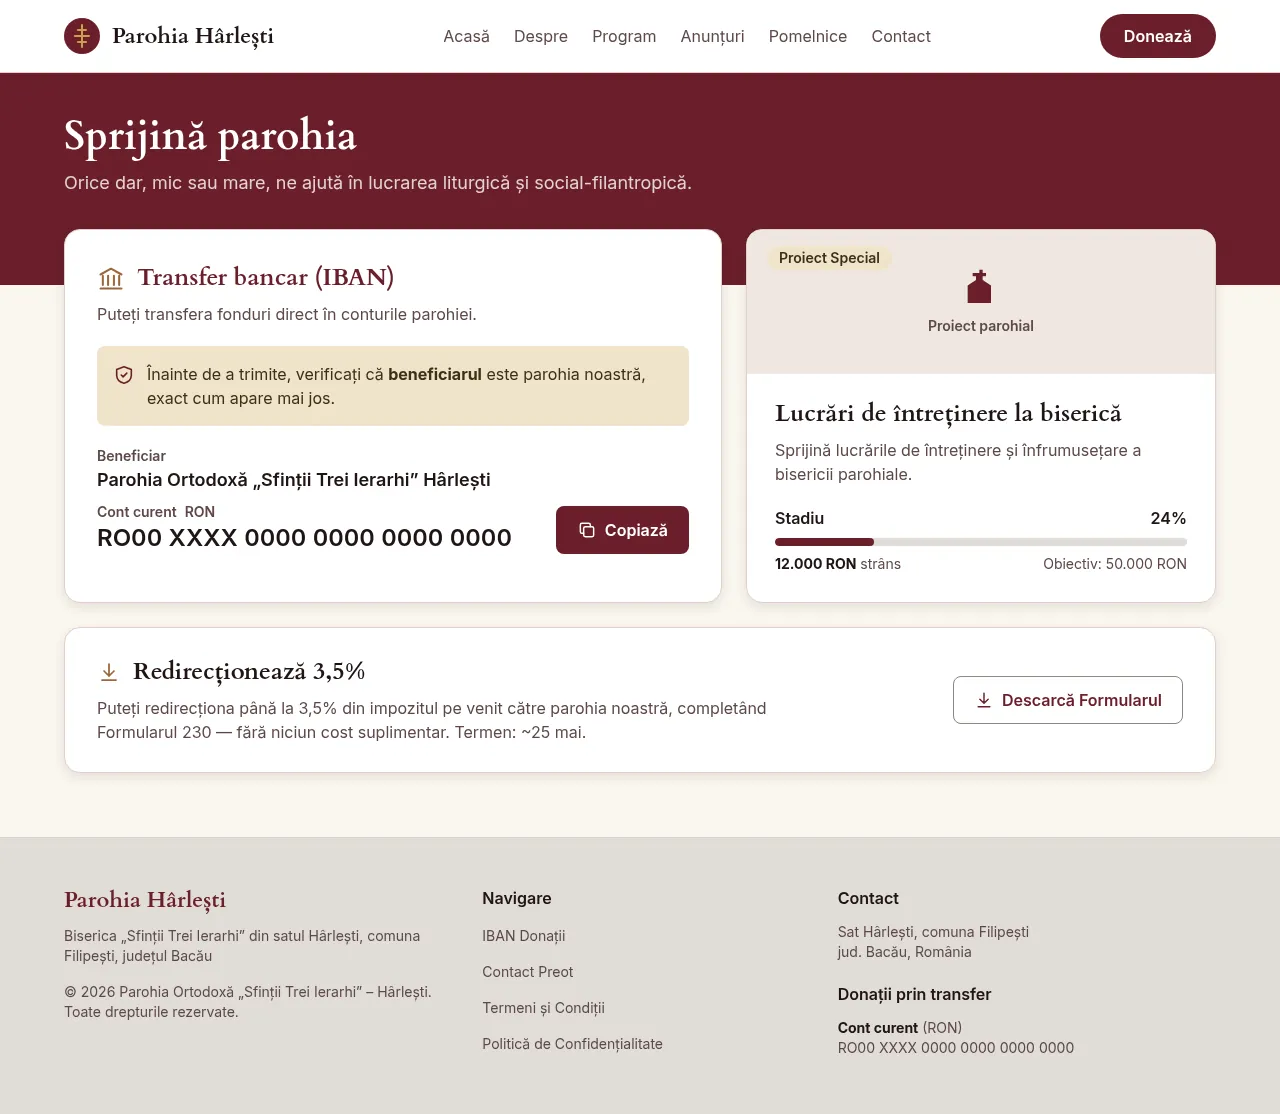 Parohia Hârlești
Acasă
Despre
Program
Anunțuri
Pomelnice
Contact
Donează
Sprijină parohia
Orice dar, mic sau mare, ne ajută în lucrarea liturgică și social-filantropică.
Transfer bancar (IBAN)
Puteți transfera fonduri direct în conturile parohiei.
Înainte de a trimite, verificați că beneficiarul este parohia noastră,
exact cum apare mai jos.
Beneficiar
Parohia Ortodoxă „Sfinții Trei Ierarhi” Hârlești
Cont curent RON
RO00 XXXX 0000 0000 0000 0000
Copiază
Proiect Special
Proiect parohial
Lucrări de întreținere la biserică
Sprijină lucrările de întreținere și înfrumusețare a
bisericii parohiale.
Stadiu 24%
12.000 RON strâns Obiectiv: 50.000 RON
Redirecționează 3,5%
Puteți redirecționa până la 3,5% din impozitul pe venit către parohia noastră, completând
Formularul 230 — fără niciun cost suplimentar. Termen: ~25 mai.
Descarcă Formularul
Parohia Hârlești
Biserica „Sfinții Trei Ierarhi” din satul Hârlești, comuna
Filipești, județul Bacău
© 2026 Parohia Ortodoxă „Sfinții Trei Ierarhi” – Hârlești.
Toate drepturile rezervate.
Navigare
IBAN Donații
Contact Preot
Termeni și Condiții
Politică de Confidențialitate
Contact
Sat Hârlești, comuna Filipești
jud. Bacău, România
Donații prin transfer
Cont curent (RON)
RO00 XXXX 0000 0000 0000 0000